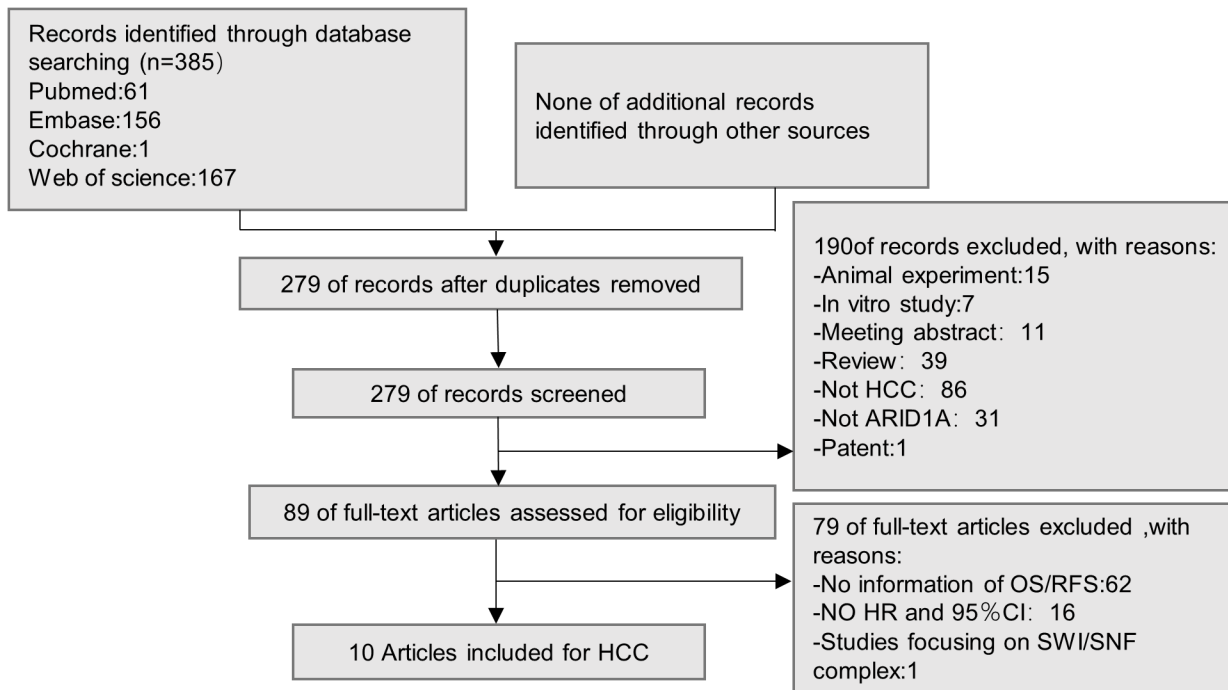 Records identified through database
searching (n=385）
Pubmed:61
Embase:156
Cochrane:1
Web of science:167
None of additional records
identified through other sources
279 of records after duplicates removed
279 of records screened
190of records excluded, with reasons:
-Animal experiment:15
-In vitro study:7
-Meeting abstract： 11
-Review： 39
-Not HCC： 86
-Not ARID1A： 31
-Patent:1
89 of full-text articles assessed for eligibility
79 of full-text articles excluded ,with
reasons:
-No information of OS/RFS:62
-NO HR and 95%CI： 16
-Studies focusing on SWI/SNF
complex:1
10 Articles included for HCC